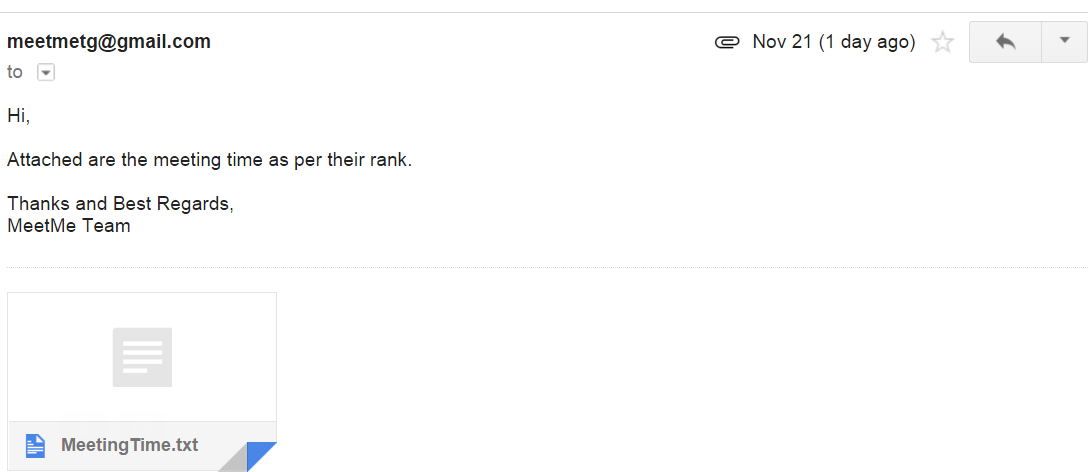 meetmetg@gmail.com Nov 21 (1 day ago)
to
Hi,
Attached are the meeting time as per their rank.
Thanks and Best Regards,
MeetMe Team
MeetingTime.txt